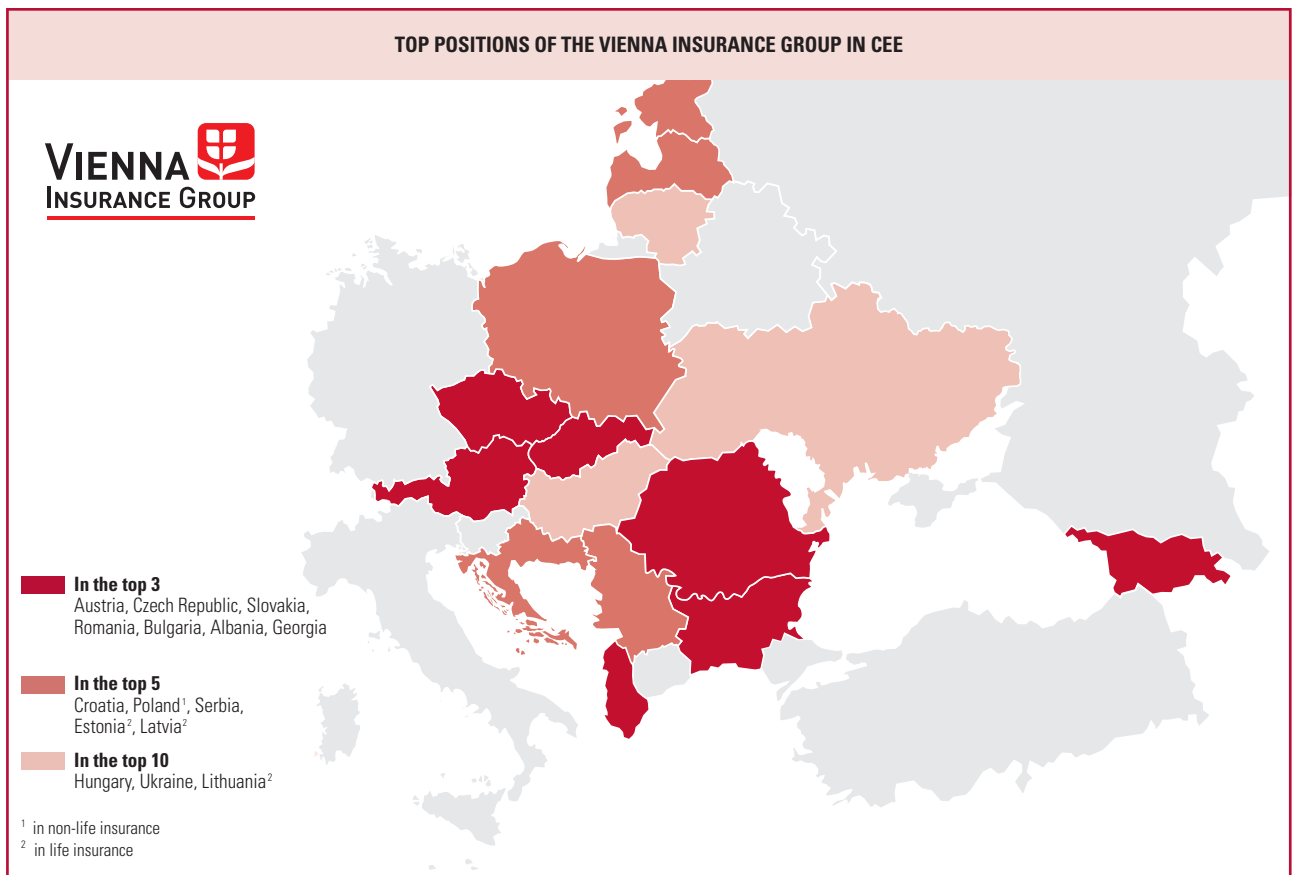 TOP POSITIONS OF THE VIENNA INSURANCE GROUP IN CEE
VIENNA
INSURANCE GROUP
In the top 3
Austria, Czech Republic, Slovakia,
Romania, Bulgaria, Albania, Georgia
In the top 5
Croatia, Poland¹, Serbia,
Estonia², Latvia²
In the top 10
Hungary, Ukraine, Lithuania²
¹ in non-life insurance
² in life insurance